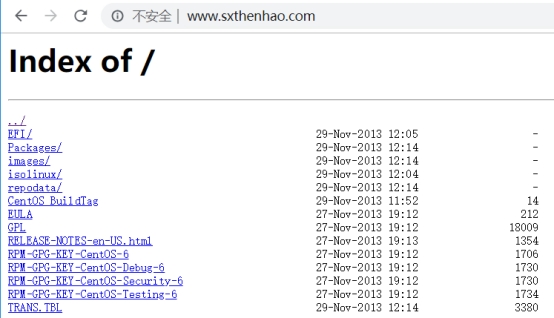 不安全 | www.sxthenhao.com
Index of /
../
EFI/ 29-Nov-2013 12:05 -
Packages/ 29-Nov-2013 12:14 -
images/ 29-Nov-2013 12:14 -
isolinux/ 29-Nov-2013 12:04 -
repodata/ 29-Nov-2013 12:14 -
CentOS_BuildTag 29-Nov-2013 11:52 14
EULA 27-Nov-2013 19:12 212
GPL 27-Nov-2013 19:12 18009
RELEASE-NOTES-en-US.html 27-Nov-2013 19:13 1354
RPM-GPG-KEY-CentOS-6 27-Nov-2013 19:12 1706
RPM-GPG-KEY-CentOS-Debug-6 27-Nov-2013 19:12 1730
RPM-GPG-KEY-CentOS-Security-6 27-Nov-2013 19:12 1730
RPM-GPG-KEY-CentOS-Testing-6 27-Nov-2013 19:12 1734
TRANS.TBL 29-Nov-2013 12:14 3380